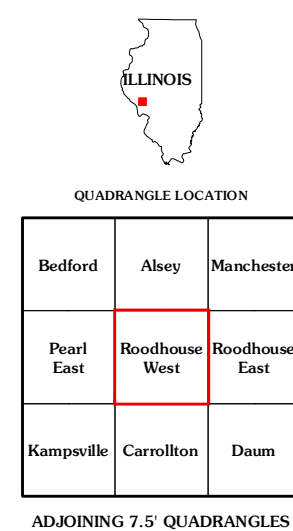 ILLINOIS
QUADRANGLE LOCATION
Bedford
Alsey
Manchester
Pearl
East
Roodhouse
West
Roodhouse
East
Kampsville
Carrollton
Daum
ADJOINING 7.5' QUADRANGLES